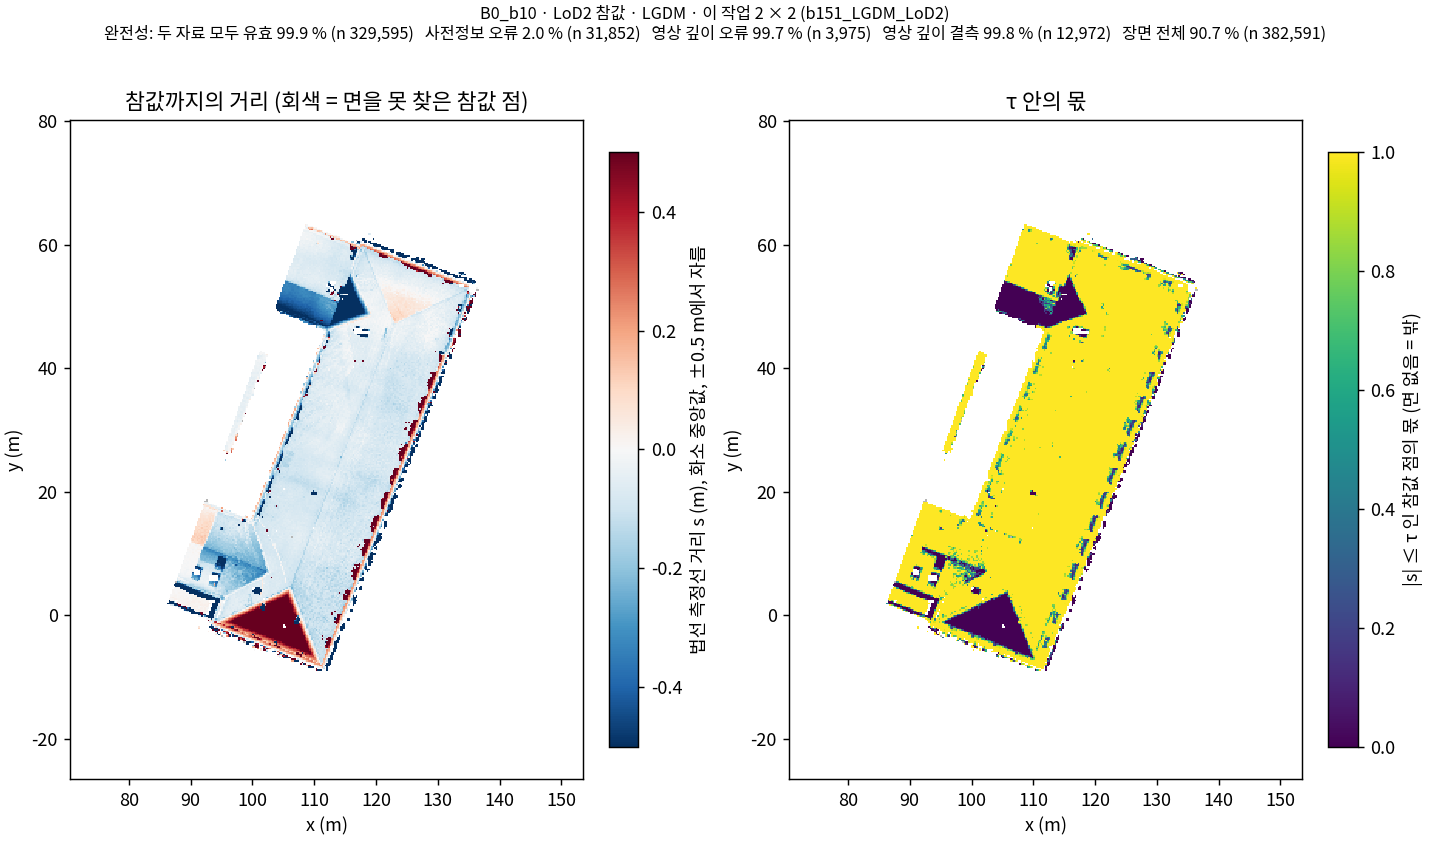 B0_b10 · LoD2 참값 · LGDM · 이 작업 2 × 2 (b151_LGDM_LoD2)
완전성: 두 자료 모두 유효 99.9 % (n 329,595)   사전정보 오류 2.0 % (n 31,852)   영상 깊이 오류 99.7 % (n 3,975)   영상 깊이 결측 99.8 % (n 12,972)   장면 전체 90.7 % (n 382,591)
참값까지의 거리 (회색 = 면을 못 찾은 참값 점)
80
60
40
20
0
-20
y (m)
80 90 100 110 120 130 140 150
x (m)
0.4
0.2
0.0
-0.2
-0.4
법선 측정선 거리 s (m), 화소 중앙값, ±0.5 m에서 자름
τ 안의 몫
80
60
40
20
0
-20
y (m)
80 90 100 110 120 130 140 150
x (m)
1.0
0.8
0.6
0.4
0.2
0.0
|s| ≤ τ 인 참값 점의 몫 (면 없음 = 밖)